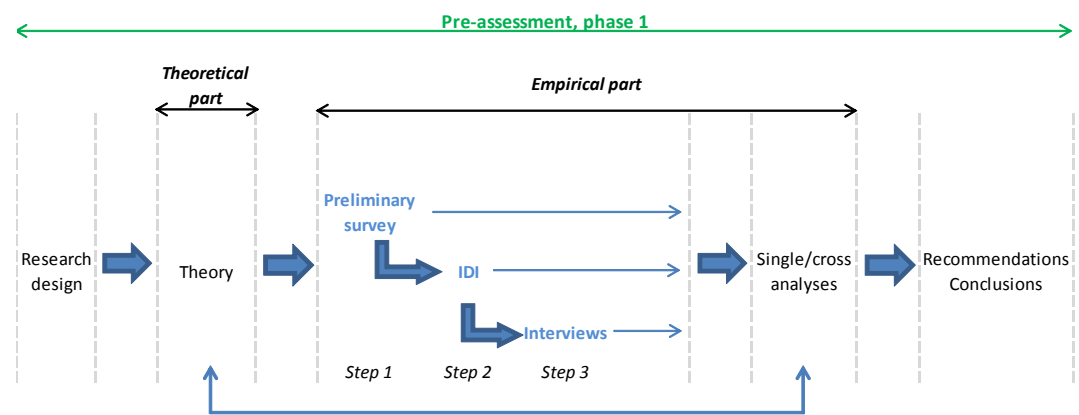 Pre-assessment, phase 1
Theoretical
part
Empirical part
Preliminary
survey
Research
design
Theory
IDI
Single/cross
analyses
Recommendations
Conclusions
Interviews
Step 1
Step 2
Step 3